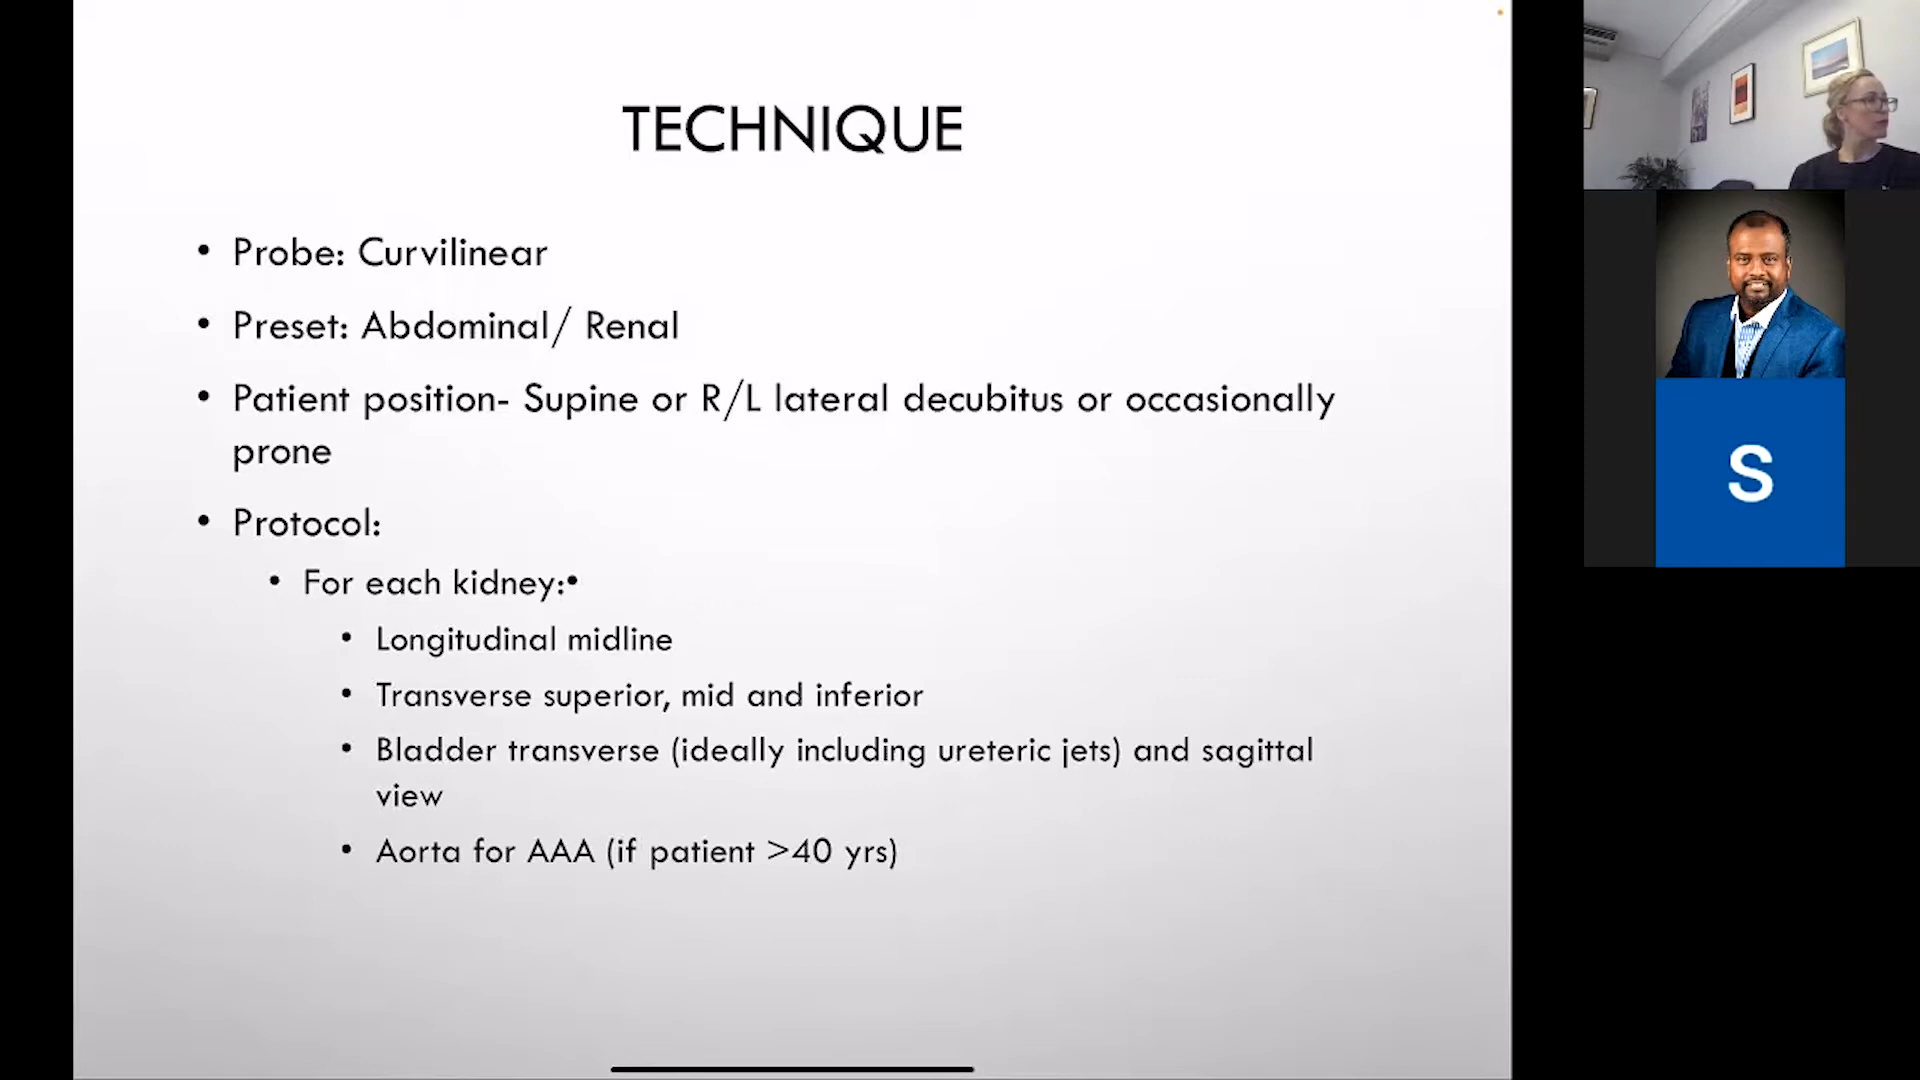 TECHNIQUE
• Probe: Curvilinear
• Preset: Abdominal/ Renal
• Patient position- Supine or R/L lateral decubitus or occasionally
prone
• Protocol:
• For each kidney:•
• Longitudinal midline
• Transverse superior, mid and inferior
• Bladder transverse (ideally including ureteric jets) and sagittal
view
• Aorta for AAA (if patient >40 yrs)
S